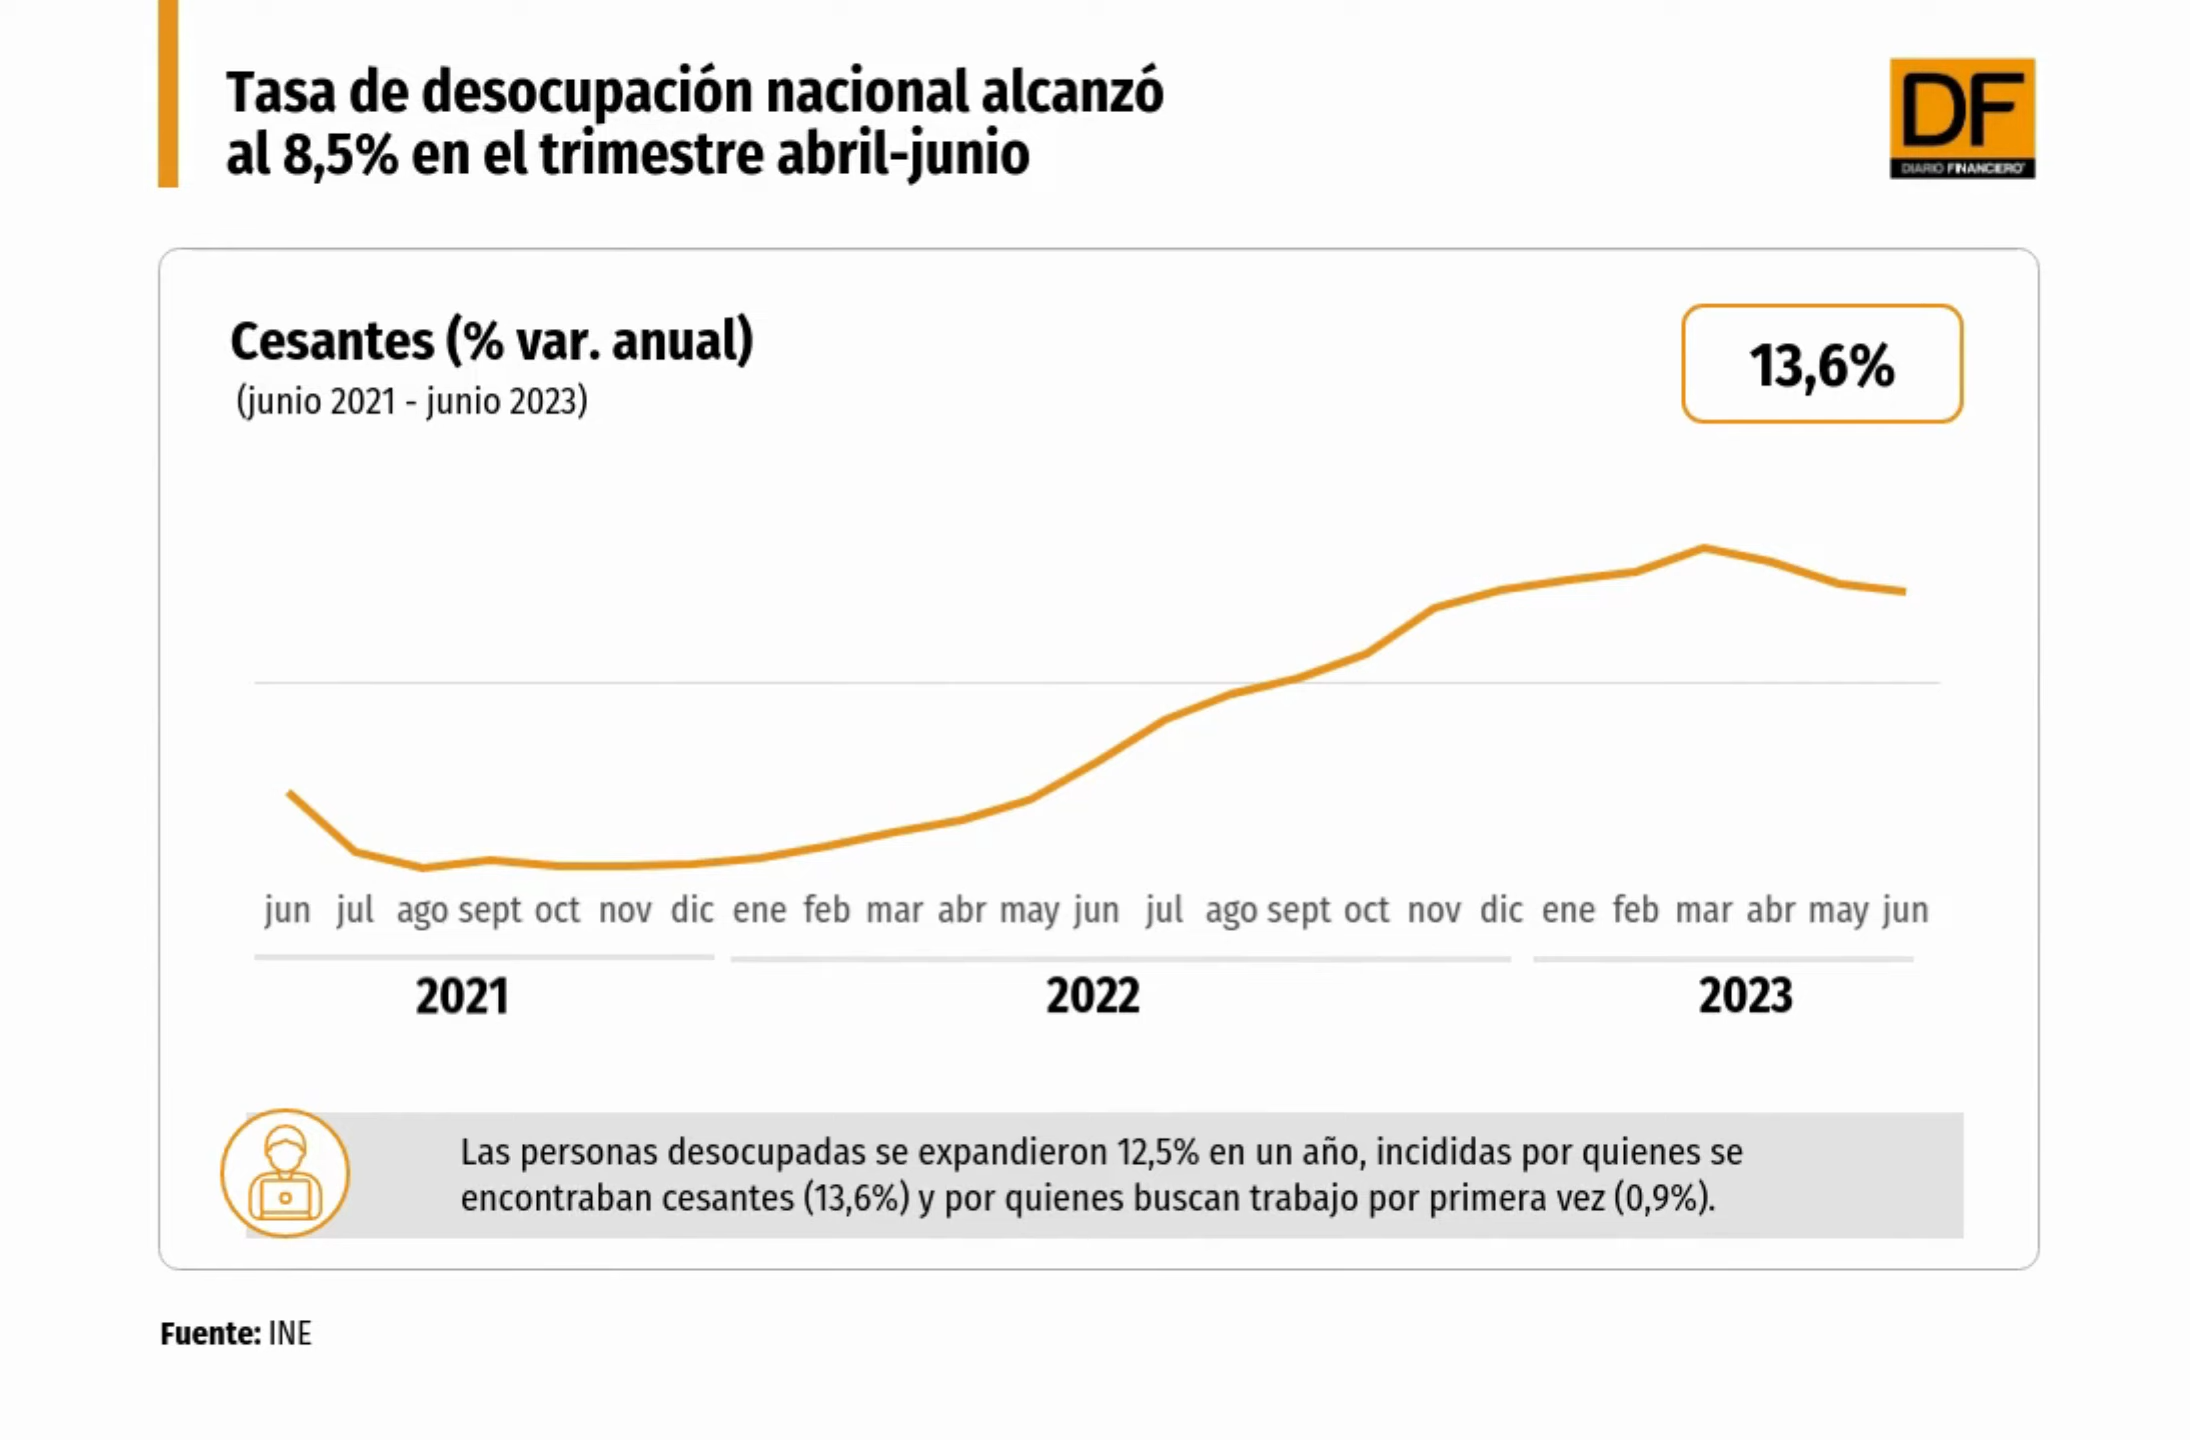 Tasa de desocupación nacional alcanzó
al 8,5% en el trimestre abril-junio
DF
DIARIO FINANCIERO
Cesantes (% var. anual)
(junio 2021 - junio 2023)
13,6%
jun jul ago sept oct nov dic ene feb mar abr may jun jul ago sept oct nov dic ene feb mar abr may jun
2021 2022 2023
Las personas desocupadas se expandieron 12,5% en un año, incididas por quienes se
encontraban cesantes (13,6%) y por quienes buscan trabajo por primera vez (0,9%).
Fuente: INE